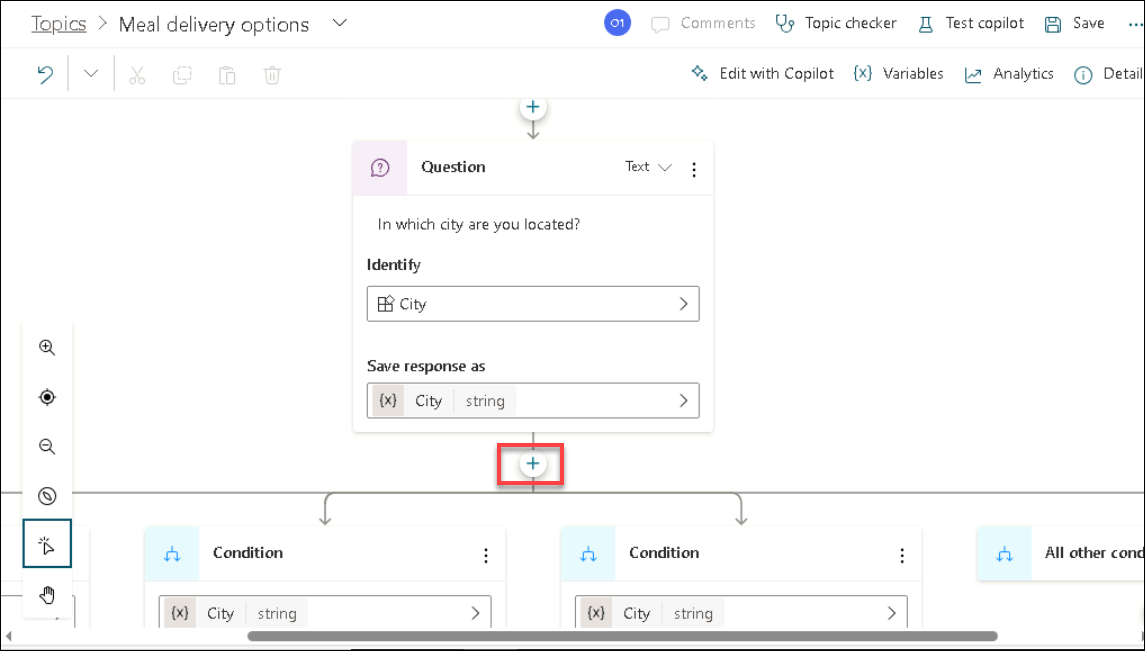 Topics > Meal delivery options
O1 Comments Topic checker Test copilot Save ...
Edit with Copilot {x} Variables Analytics Detail
Question Text
In which city are you located?
Identify
City
Save response as
{x} City string
Condition
Condition
All other cond
{x} City string
{x} City string